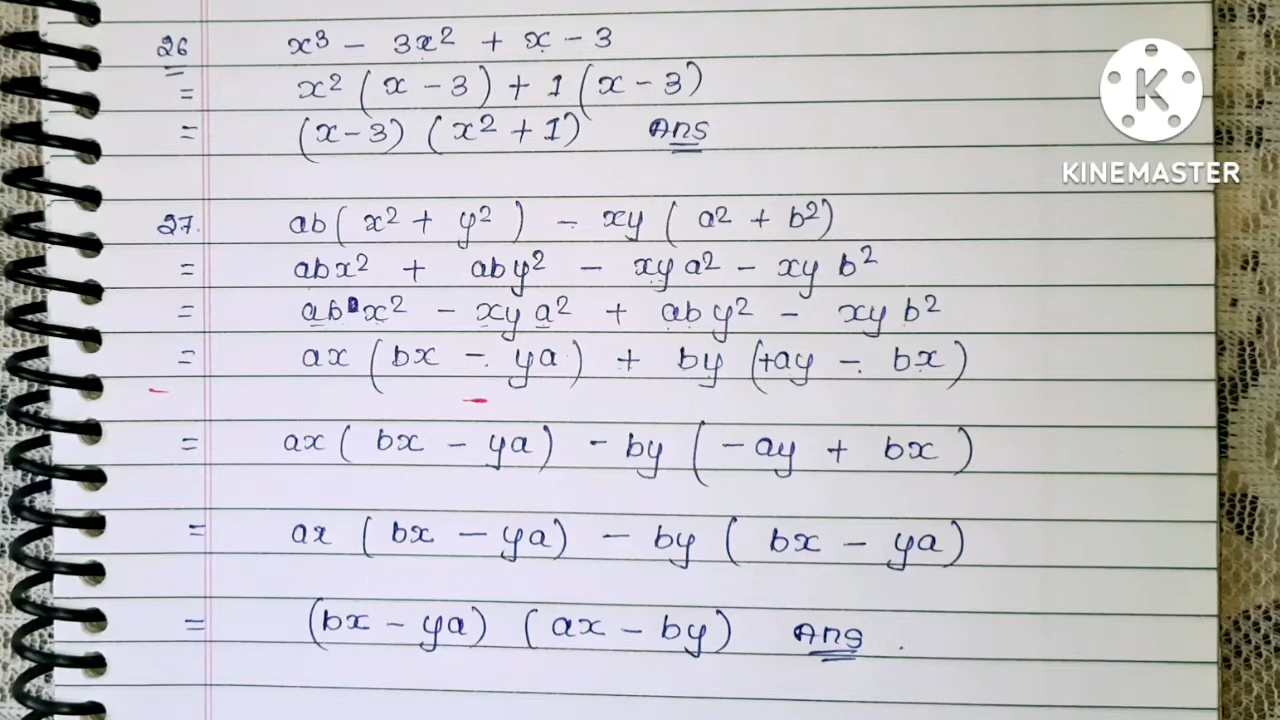 26 x³ - 3x² + x - 3
= x² (x - 3) + 1 (x - 3)
= (x - 3) (x² + 1) Ans
KINEMASTER
27. ab( x² + y² ) - xy ( a² + b²)
= abx² + aby² - xya² - xyb²
= abx² - xya² + aby² - xyb²
= ax (bx - ya) + by (+ay - bx)
= ax( bx - ya) - by ( -ay + bx )
= ax ( bx - ya) - by ( bx - ya)
= (bx - ya) (ax - by) Ans.